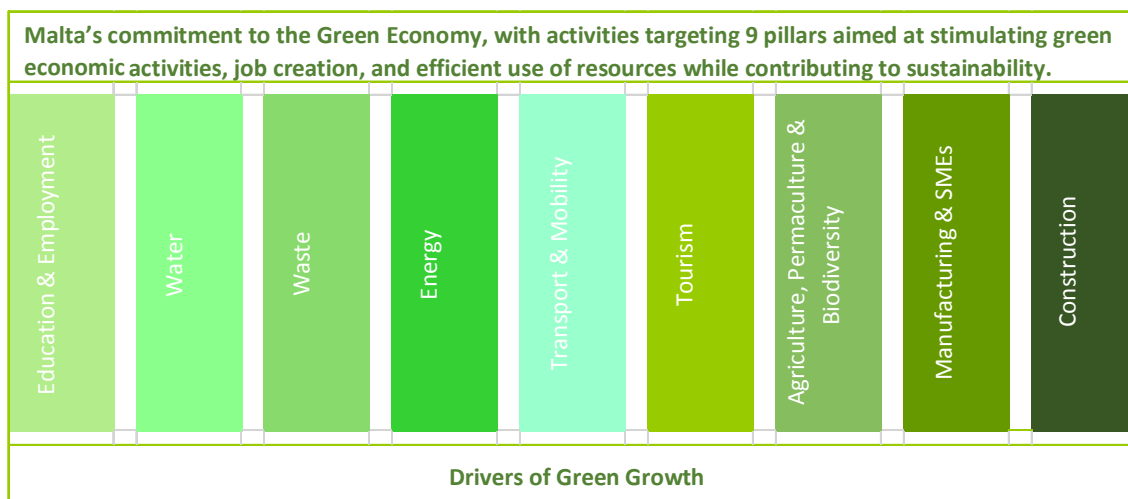 Malta’s commitment to the Green Economy, with activities targeting 9 pillars aimed at stimulating green
economic activities, job creation, and efficient use of resources while contributing to sustainability.
Education & Employment
Water
Waste
Energy
Transport & Mobility
Tourism
Agriculture, Permaculture &
Biodiversity
Manufacturing & SMEs
Construction
Drivers of Green Growth